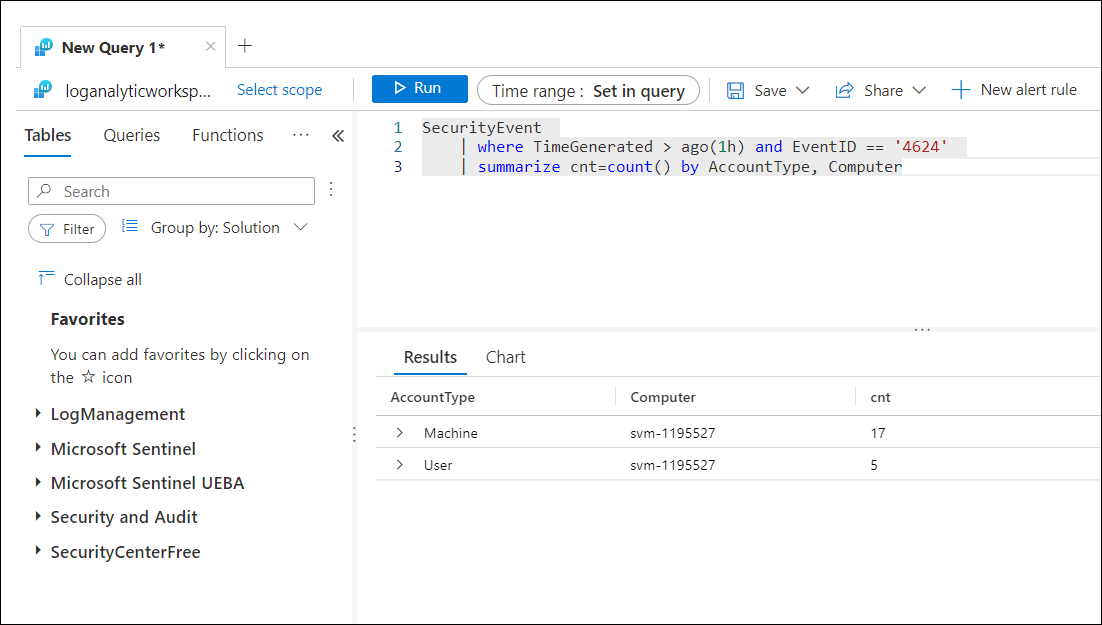 New Query 1*
loganalyticworksp...
Select scope
Run
Time range : Set in query
Save
Share
New alert rule
Tables
Queries
Functions
Search
Filter
Group by: Solution
Collapse all
Favorites
You can add favorites by clicking on
the ☆ icon
LogManagement
Microsoft Sentinel
Microsoft Sentinel UEBA
Security and Audit
SecurityCenterFree
1 SecurityEvent
2 | where TimeGenerated > ago(1h) and EventID == '4624'
3 | summarize cnt=count() by AccountType, Computer
Results
Chart
AccountType Computer cnt
Machine svm-1195527 17
User svm-1195527 5